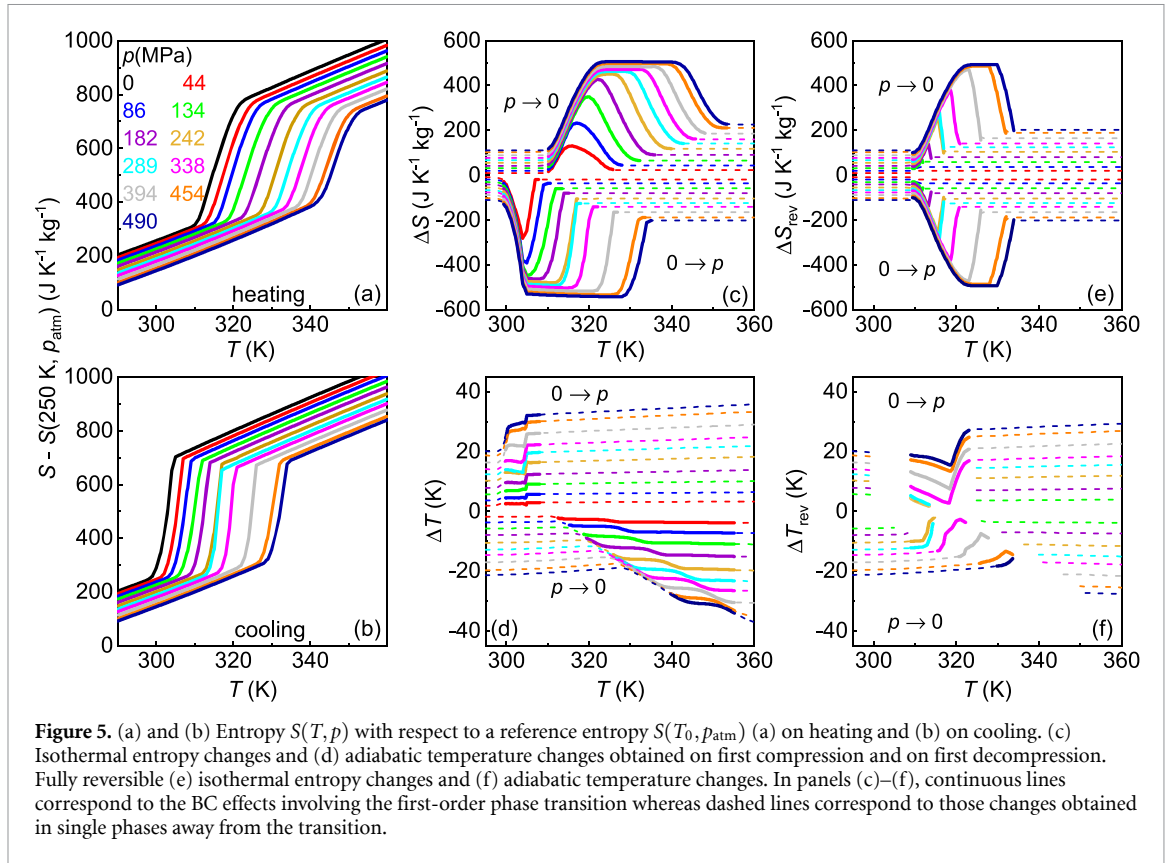 1000
800
600
400
200
0
p(MPa)
0 44
86 134
182 242
289 338
394 454
490
heating (a)
300 320 340
T (K)
S - S(250 K, patm) (J K⁻¹ kg⁻¹)
1000
800
600
400
200
0
cooling (b)
300 320 340
T (K)
600
400
200
0
-200
-400
-600
ΔS (J K⁻¹ kg⁻¹)
p → 0
0 → p
(c)
300 320 340 360
T (K)
40
20
0
-20
-40
ΔT (K)
0 → p
p → 0
(d)
300 320 340 360
T (K)
600
400
200
0
-200
-400
-600
ΔSrev (J K⁻¹ kg⁻¹)
p → 0
0 → p
(e)
300 320 340 360
T (K)
40
20
0
-20
-40
ΔTrev (K)
0 → p
p → 0
(f)
300 320 340 360
T (K)
Figure 5. (a) and (b) Entropy S(T, p) with respect to a reference entropy S(T₀, patm) (a) on heating and (b) on cooling. (c)
Isothermal entropy changes and (d) adiabatic temperature changes obtained on first compression and on first decompression.
Fully reversible (e) isothermal entropy changes and (f) adiabatic temperature changes. In panels (c)–(f), continuous lines
correspond to the BC effects involving the first-order phase transition whereas dashed lines correspond to those changes obtained
in single phases away from the transition.